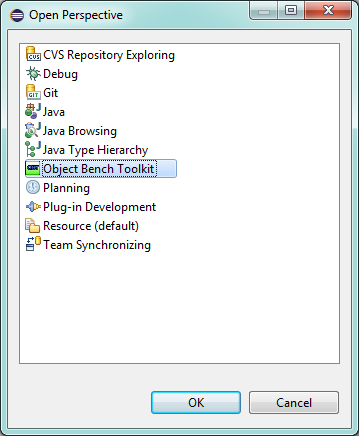 Open Perspective
CVS Repository Exploring
Debug
Git
Java
Java Browsing
Java Type Hierarchy
Object Bench Toolkit
Planning
Plug-in Development
Resource (default)
Team Synchronizing
OK
Cancel